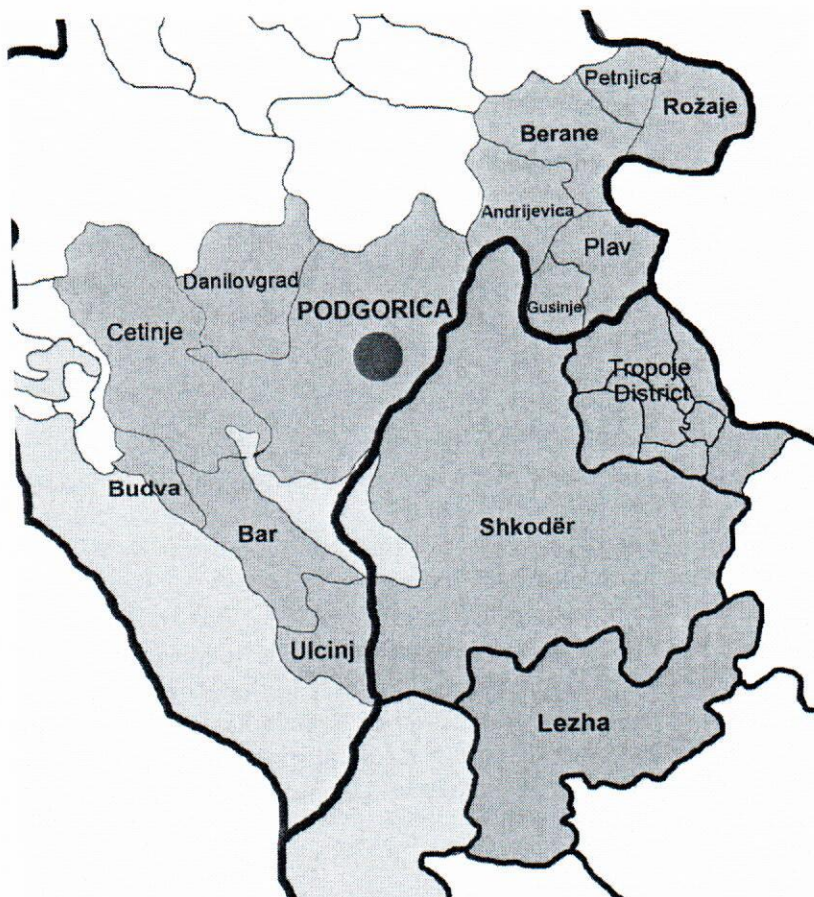 Petnjica
Rožaje
Berane
Andrijevica
Plav
Danilovgrad
PODGORICA
Gusinje
Cetinje
Tropoje
District
Budva
Bar
Shkodër
Ulcinj
Lezha